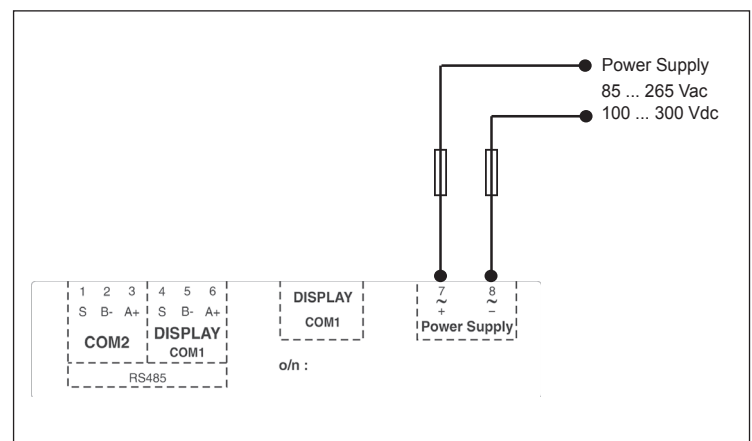 Power Supply
85 ... 265 Vac
100 ... 300 Vdc
1 2 3 4 5 6
S B- A+ S B- A+
COM2
DISPLAY
COM1
RS485
DISPLAY
COM1
o/n :
7 8
~ ~
+ –
Power Supply